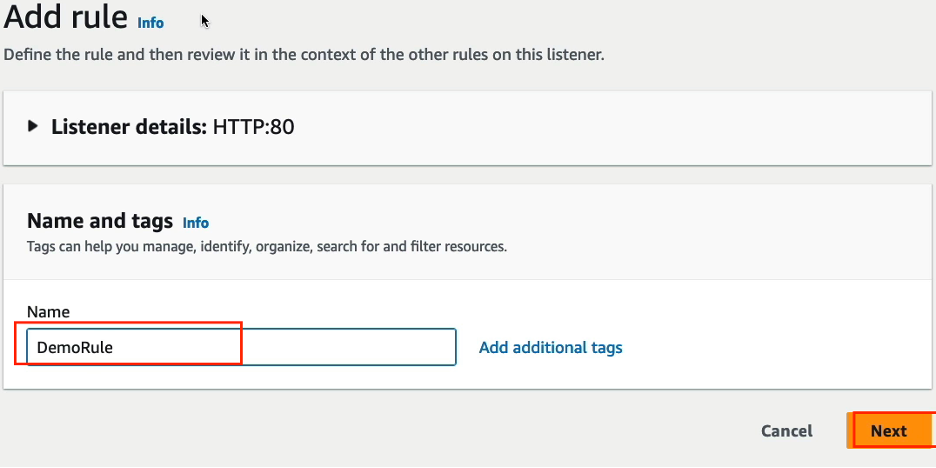 Add rule Info
Define the rule and then review it in the context of the other rules on this listener.
Listener details: HTTP:80
Name and tags Info
Tags can help you manage, identify, organize, search for and filter resources.
Name
DemoRule
Add additional tags
Cancel
Next